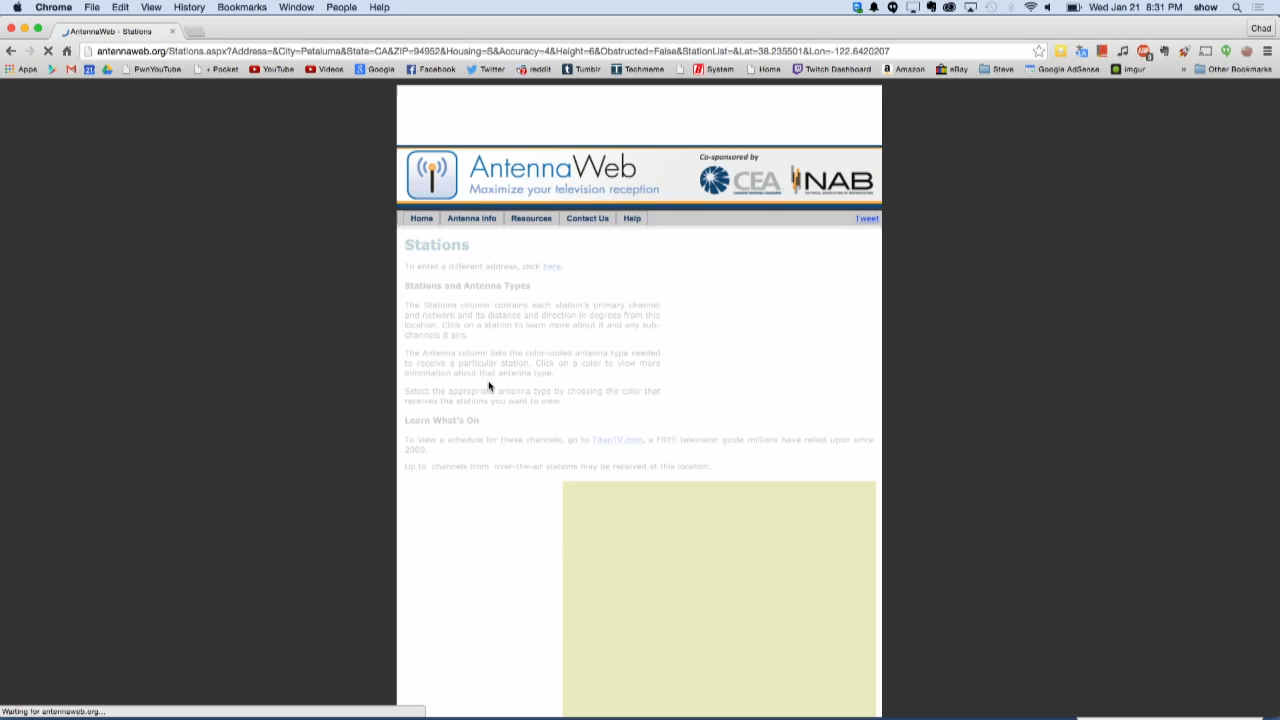 Chrome File Edit View History Bookmarks Window People Help Wed Jan 21 8:31 PM show
AntennaWeb - Stations Chad
antennaweb.org/Stations.aspx?Address=&City=Petaluma&State=CA&ZIP=94952&Housing=S&Accuracy=4&Height=6&Obstructed=False&StationList=&Lat=38.235501&Lon=-122.6420207
Apps PwnYouTube + Pocket YouTube Videos Google Facebook Twitter reddit Tumblr Techmeme System Home Twitch Dashboard Amazon eBay Steve Google AdSense imgur » Other Bookmarks
AntennaWeb
Maximize your television reception
Co-sponsored by
CEA
NAB
Home Antenna Info Resources Contact Us Help Tweet
Stations
To enter a different address, click here.
Stations and Antenna Types
The Stations column contains each station's primary channel
and network and its distance and direction in degrees from this
location. Click on a station to learn more about it and any sub-
channels it airs.
The Antenna column lists the color-coded antenna type needed
to receive a particular station. Click on a color to view more
information about that antenna type.
Select the appropriate antenna type by choosing the color that
receives the stations you want to view.
Learn What's On
To view a schedule for these channels, go to TitanTV.com, a FREE television guide millions have relied upon since
2000.
Up to channels from over-the-air stations may be received at this location.
Waiting for antennaweb.org...